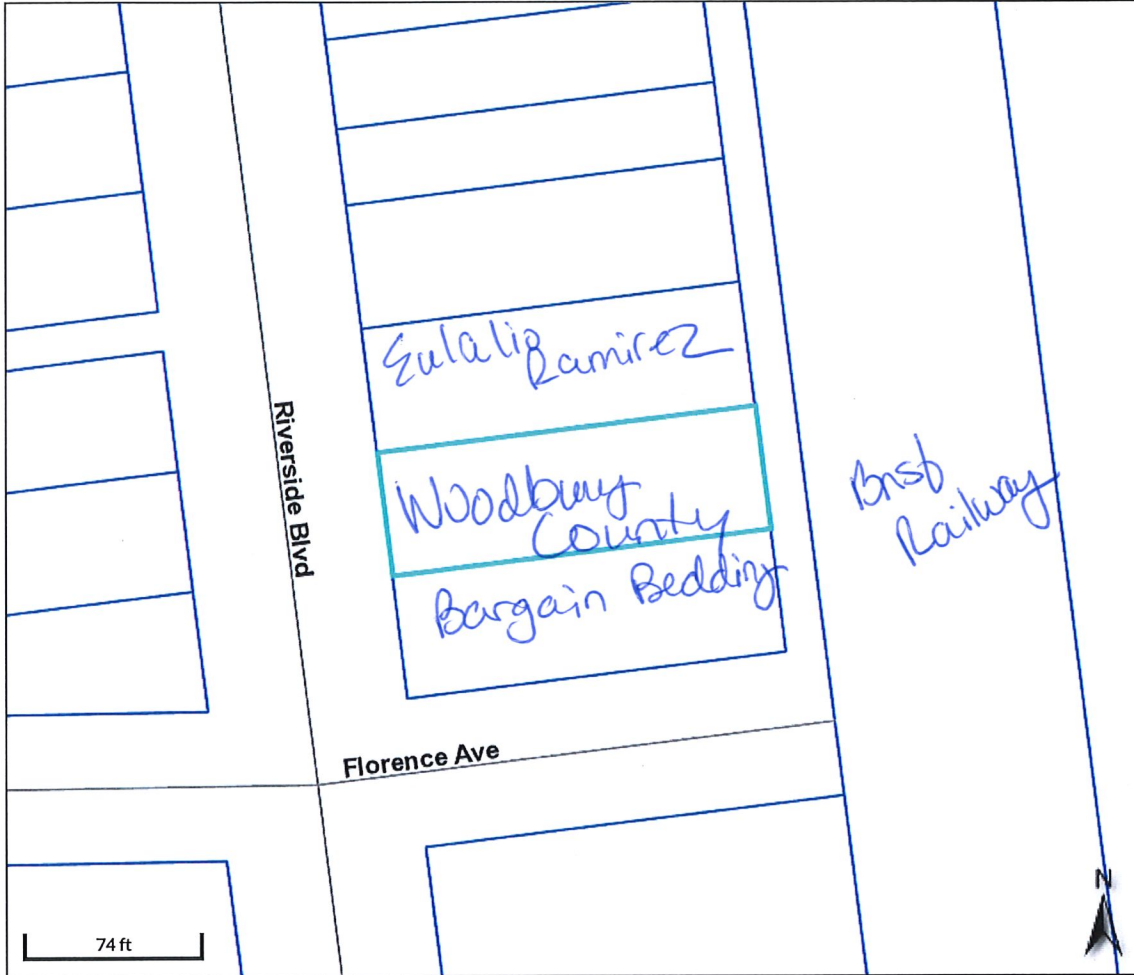 Eulalio
Ramirez
Riverside Blvd
Woodbury
County
Bnsf
Railway
Bargain Bedding
Florence Ave
N
74 ft